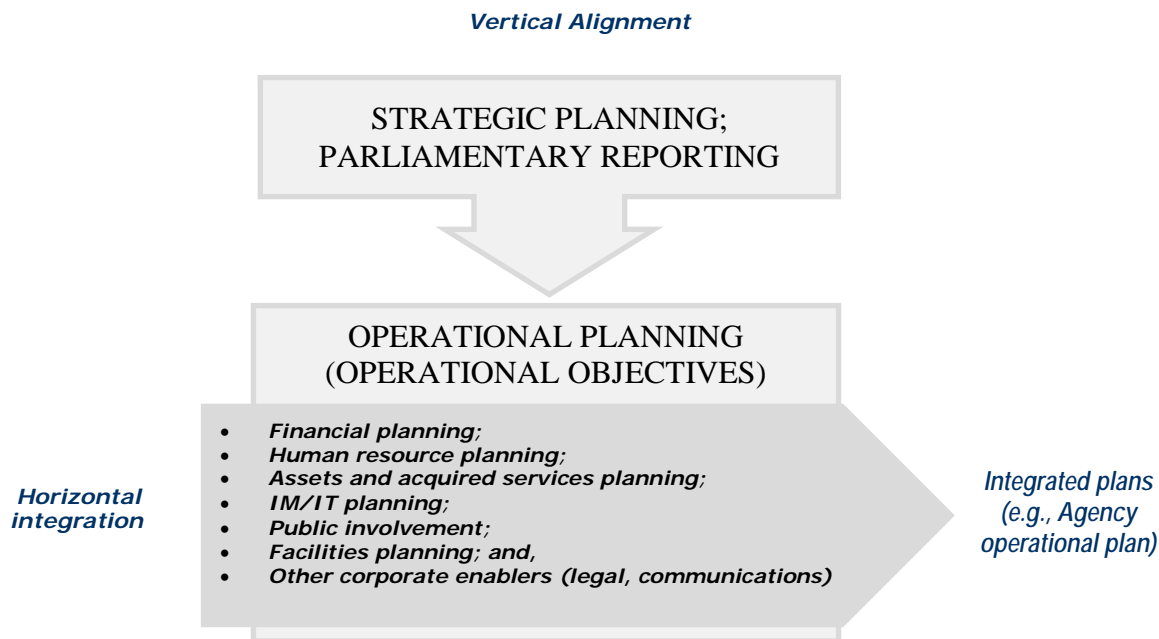 Vertical Alignment
STRATEGIC PLANNING;
PARLIAMENTARY REPORTING
OPERATIONAL PLANNING
(OPERATIONAL OBJECTIVES)
• Financial planning;
• Human resource planning;
• Assets and acquired services planning;
• IM/IT planning;
• Public involvement;
• Facilities planning; and,
• Other corporate enablers (legal, communications)
Horizontal
integration
Integrated plans
(e.g., Agency
operational plan)